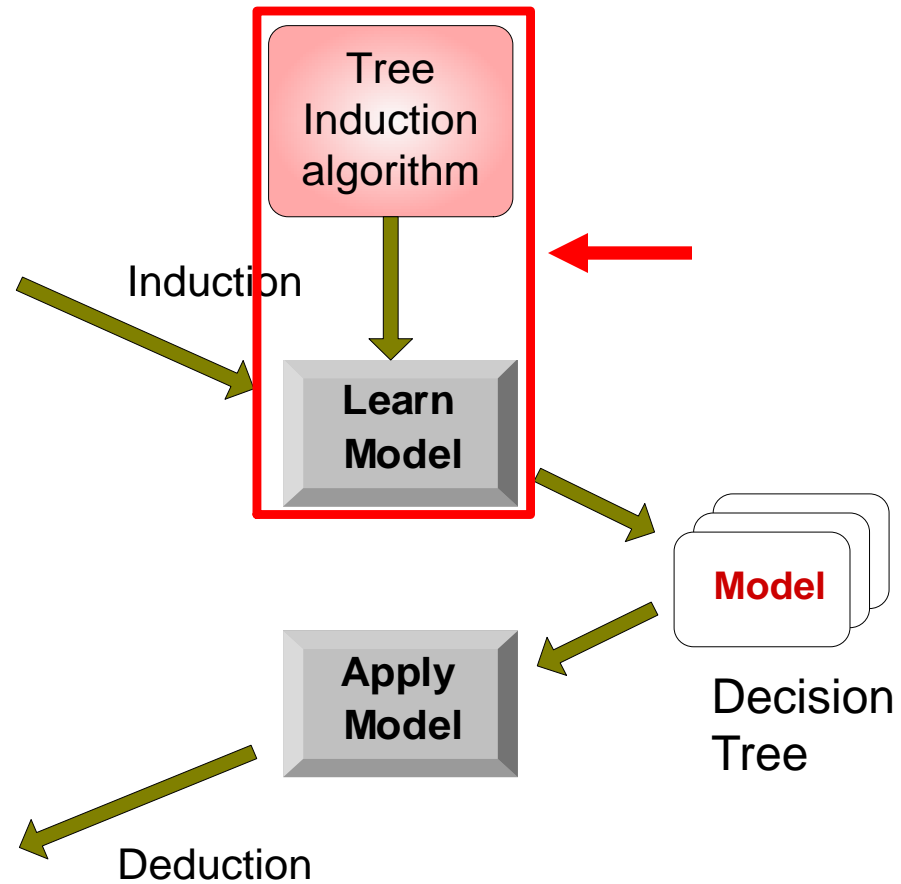 Tree
Induction
algorithm
Induction
Learn
Model
Model
Decision
Tree
Apply
Model
Deduction